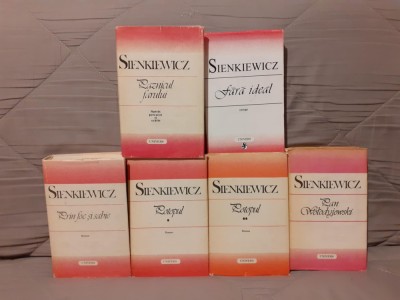 SIENKIEWICZ
Paznicul
farului
SIENKIEWICZ
Fără ideal
SIENKIEWICZ
Prin foc și sabie
SIENKIEWICZ
Potopul
*
SIENKIEWICZ
Potopul
**
SIENKIEWICZ
Pan
Wołodyjowski